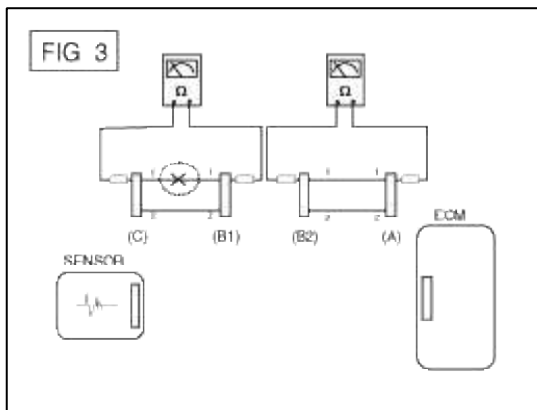 FIG 3
Ω Ω
1 1 1 1
2 2 2 2
(C) (B1) (B2) (A)
ECM
SENSOR